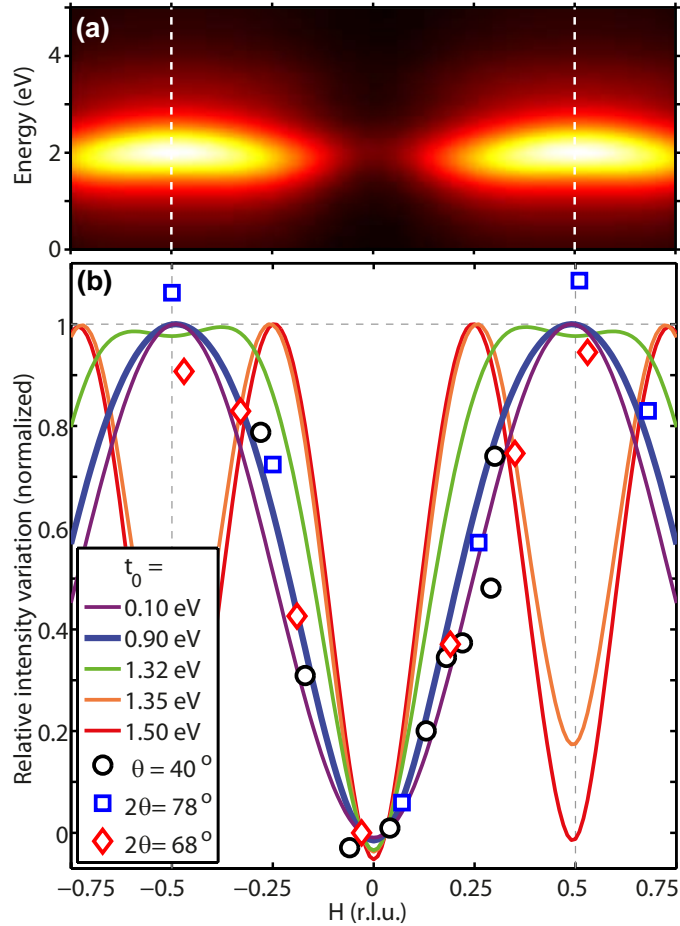 (a)
Energy (eV)
4
2
0
(b)
Relative intensity variation (normalized)
1
0.8
0.6
0.4
0.2
0
t_0 =
0.10 eV
0.90 eV
1.32 eV
1.35 eV
1.50 eV
θ = 40°
2θ= 78°
2θ= 68°
−0.75 −0.5 −0.25 0 0.25 0.5 0.75
H (r.l.u.)